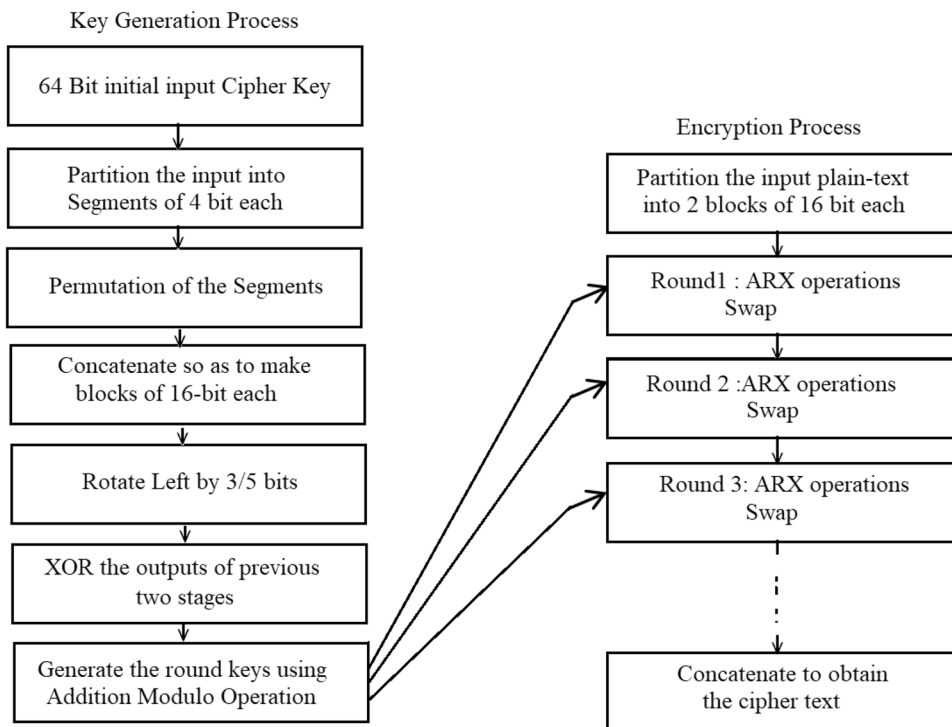 Key Generation Process
64 Bit initial input Cipher Key
Partition the input into
Segments of 4 bit each
Permutation of the Segments
Concatenate so as to make
blocks of 16-bit each
Rotate Left by 3/5 bits
XOR the outputs of previous
two stages
Generate the round keys using
Addition Modulo Operation
Encryption Process
Partition the input plain-text
into 2 blocks of 16 bit each
Round1 : ARX operations
Swap
Round 2 :ARX operations
Swap
Round 3: ARX operations
Swap
Concatenate to obtain
the cipher text